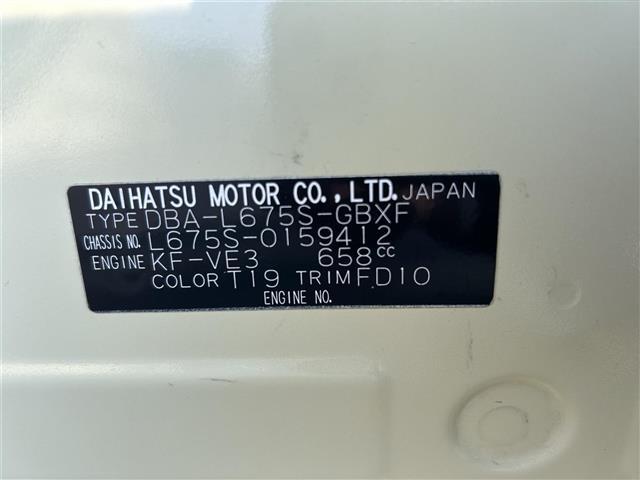 DAIHATSU MOTOR CO.,LTD. JAPAN
TYPE DBA-L675S-GBXF
CHASSIS NO. L675S-0159412
ENGINE KF-VE3 658cc
COLOR T19 TRIM FD10
ENGINE NO.